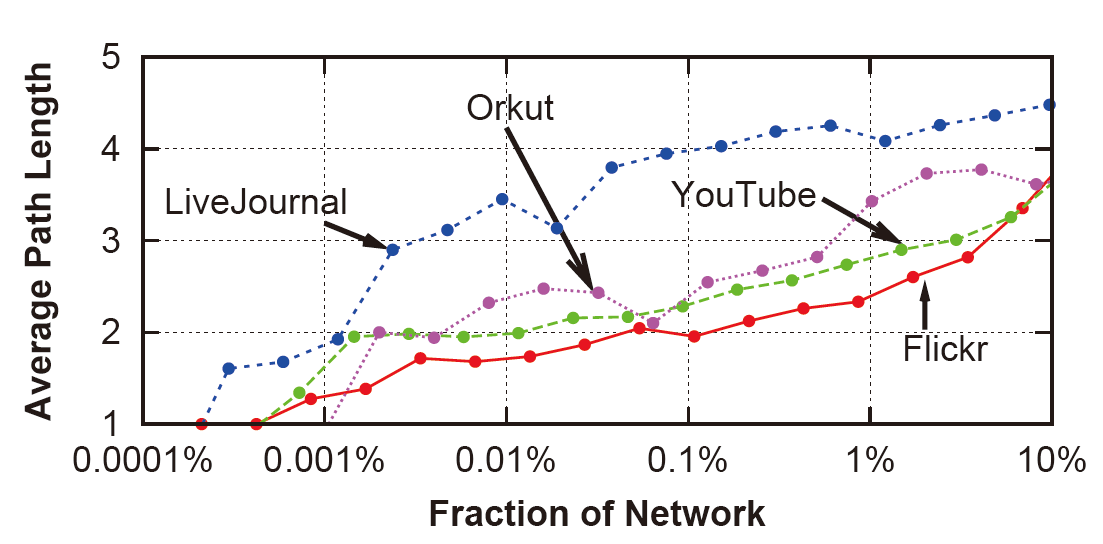 Average Path Length
5
4
3
2
1
Orkut
LiveJournal
YouTube
Flickr
0.0001% 0.001% 0.01% 0.1% 1% 10%
Fraction of Network